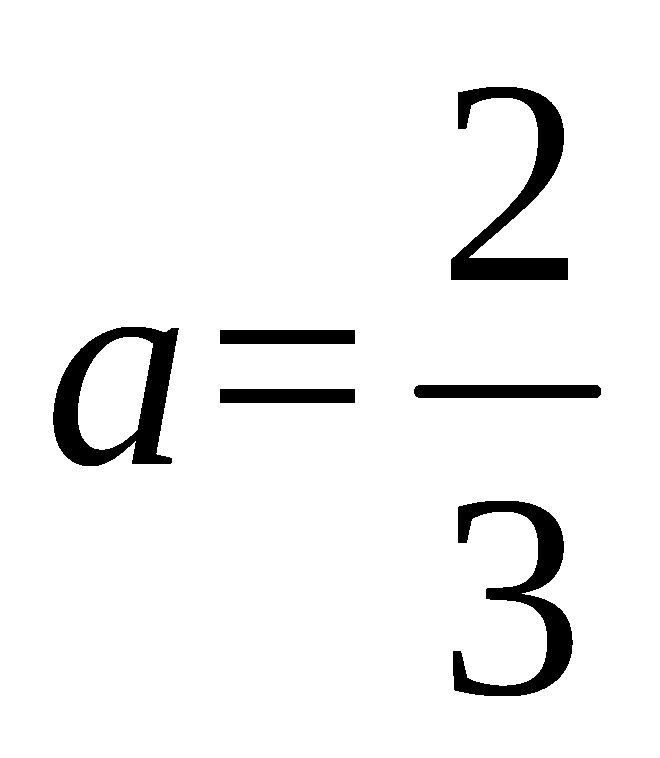 a = 2/3